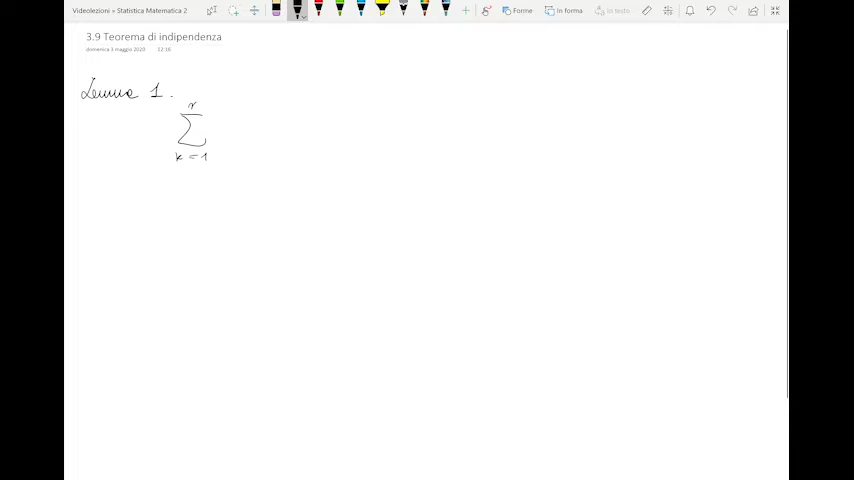 Videolezioni > Statistica Matematica 2
Forme
In forma
In testo
3.9 Teorema di indipendenza
domenica 3 maggio 2020 12:16
Lemma 1.
r
∑
k = 1